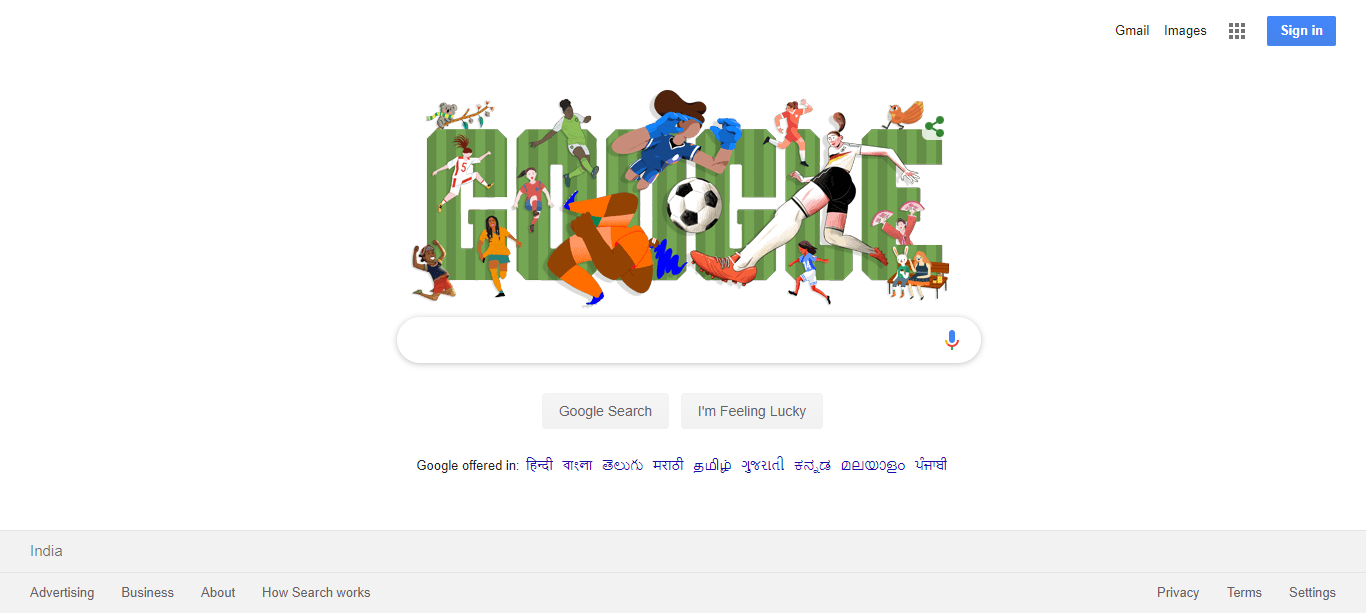 Gmail Images Sign in
GOOGLE
5
Google Search I'm Feeling Lucky
Google offered in: हिन्दी বাংলা తెలుగు मराठी தமிழ் ગુજરાતી ಕನ್ನಡ മലയാളം ਪੰਜਾਬੀ
India
Advertising Business About How Search works Privacy Terms Settings